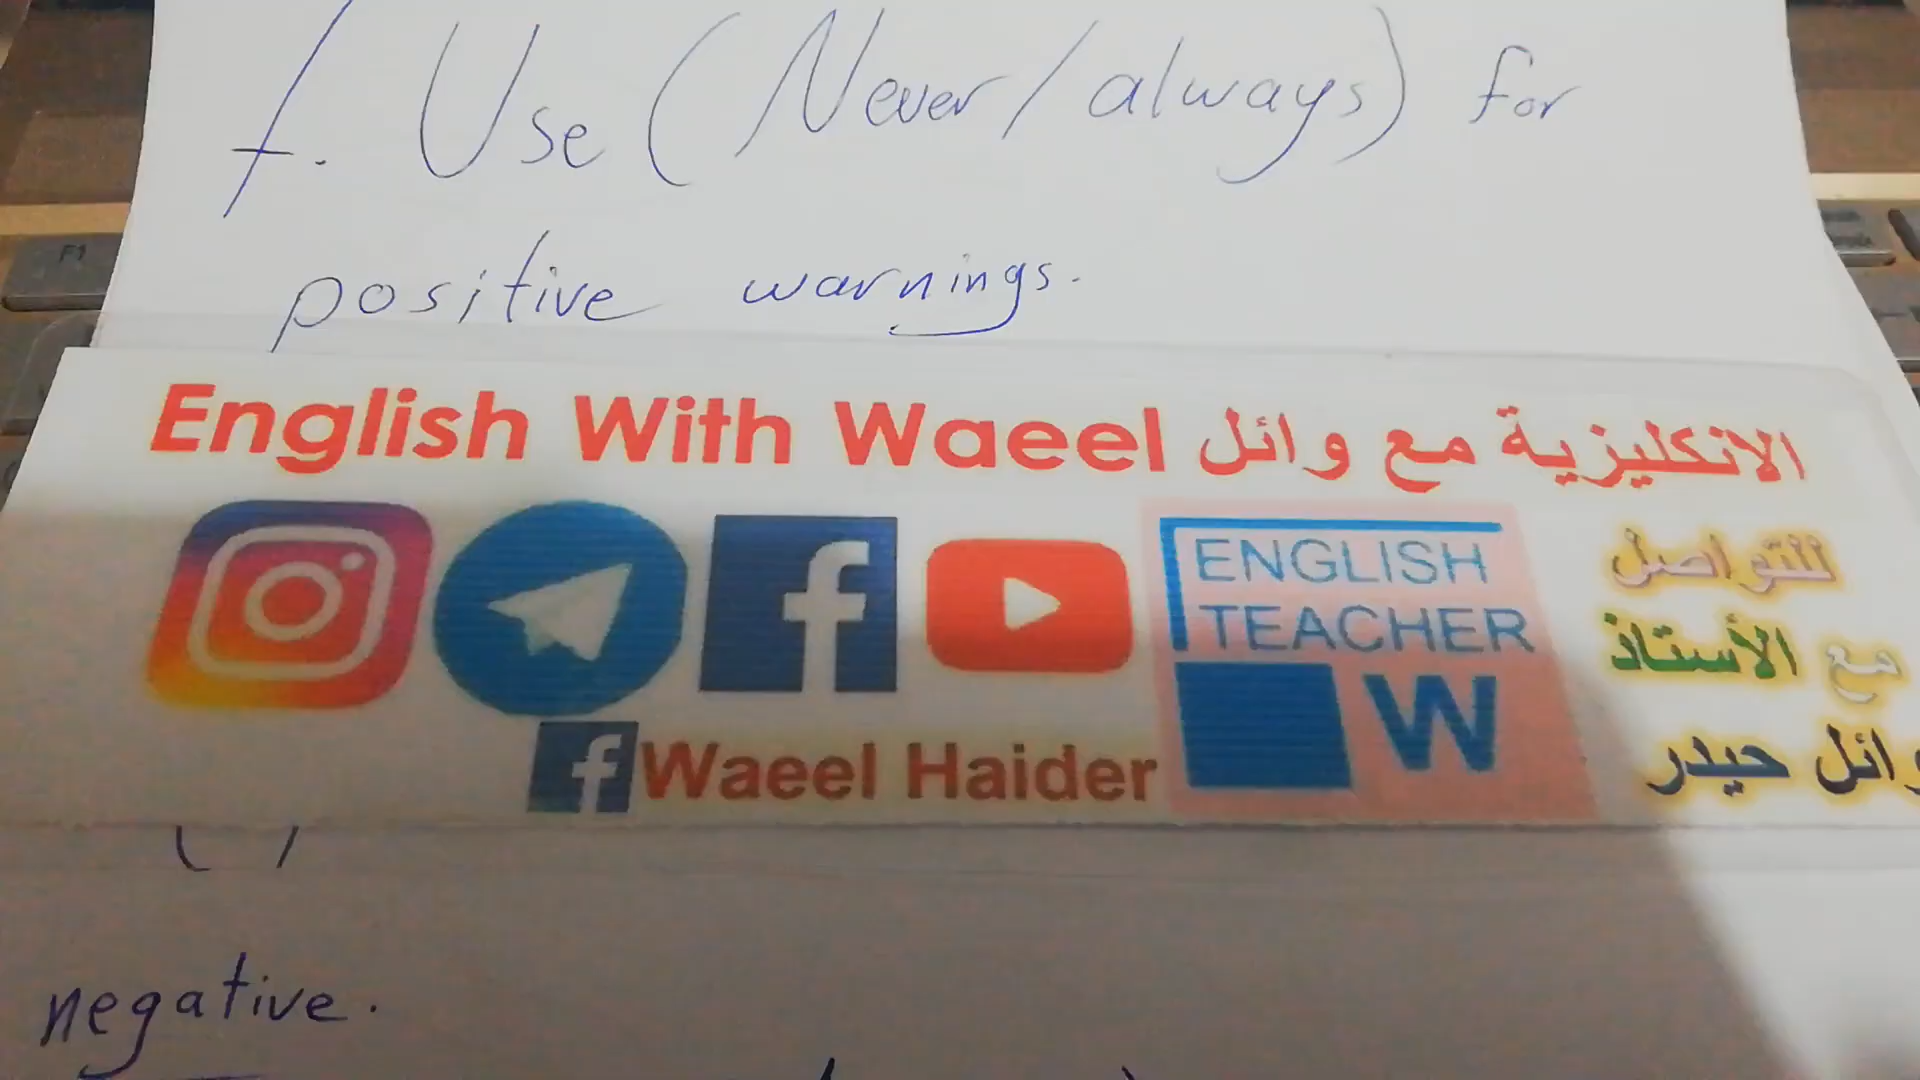 f. Use (Never/always) for
positive warnings.
English With Waeel الانكليزية مع وائل
ENGLISH
TEACHER
W
للتواصل
مع الأستاذ
وائل حيدر
Waeel Haider
negative.
F1